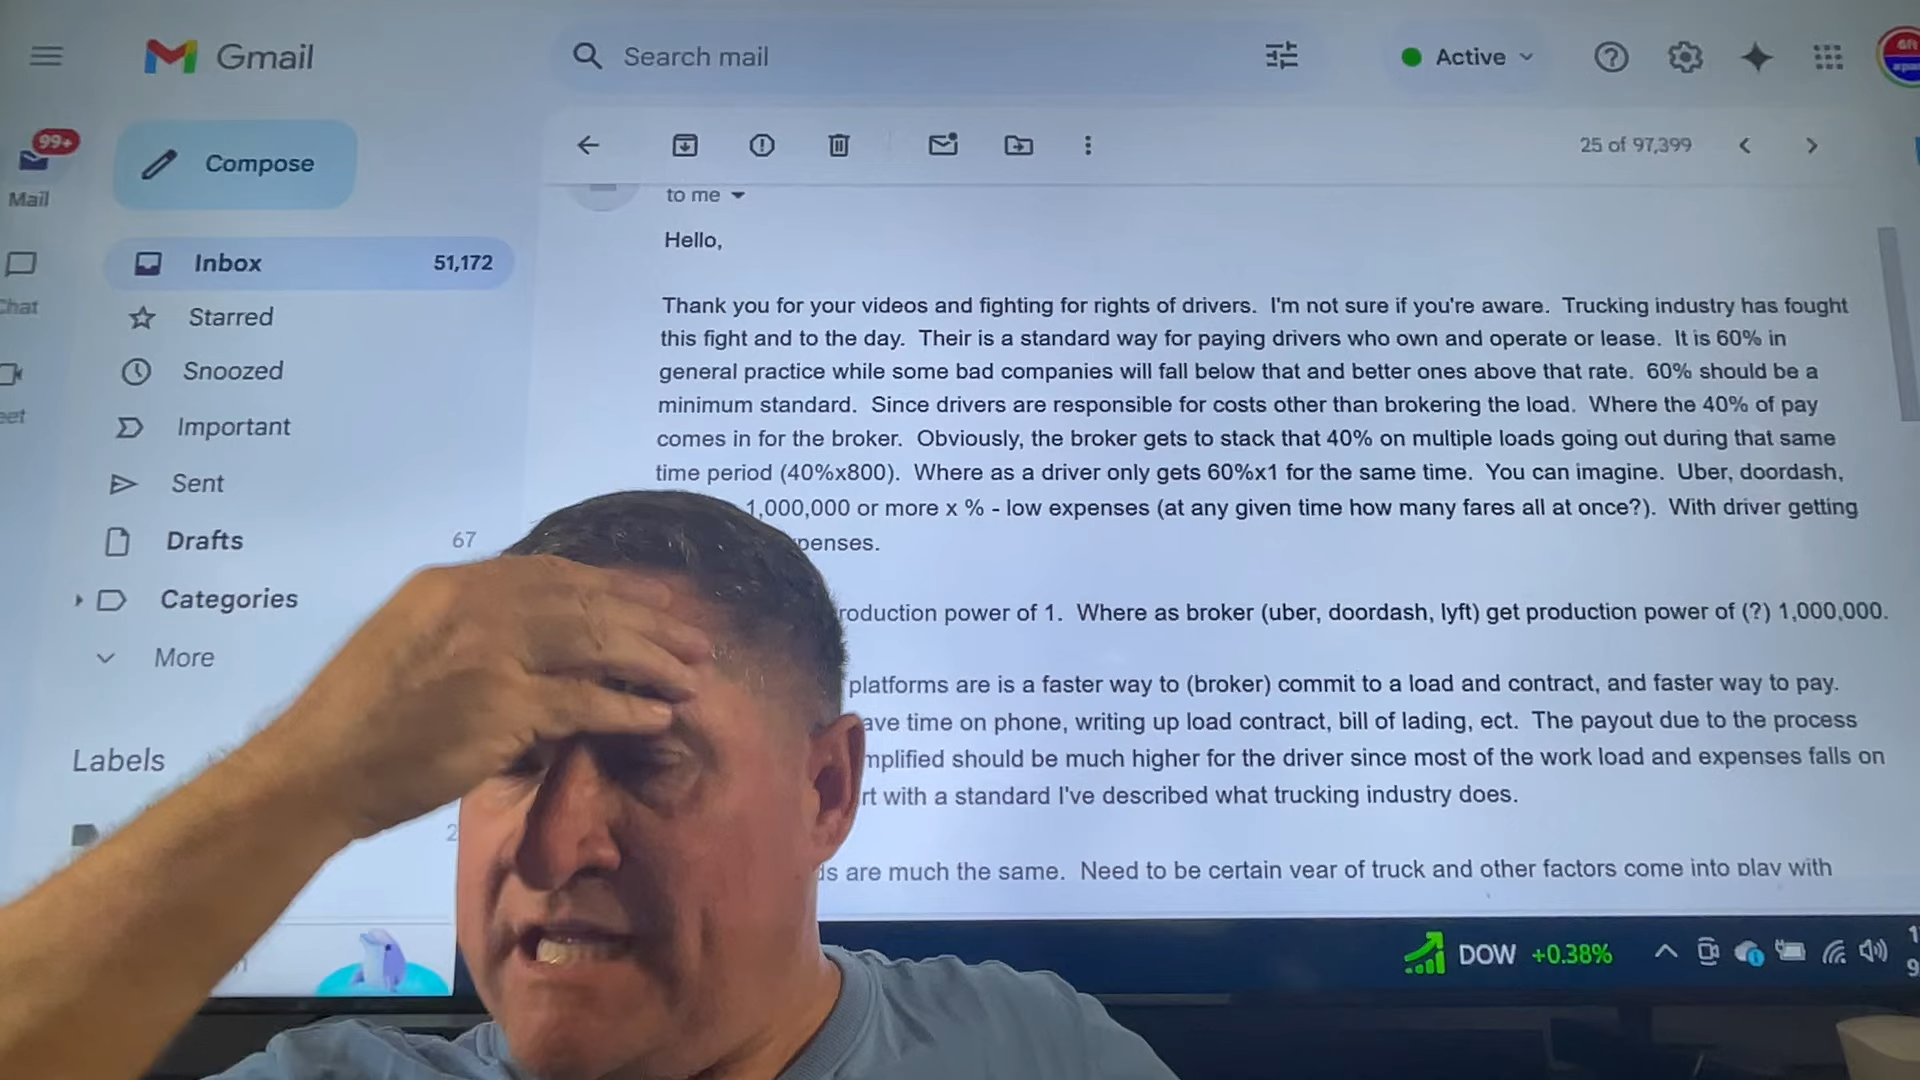 Gmail
Search mail
Active
99+
Mail
Compose
25 of 97,399
to me
Inbox 51,172
Hello,
Chat
Starred
Thank you for your videos and fighting for rights of drivers. I'm not sure if you're aware. Trucking industry has fought
this fight and to the day. Their is a standard way for paying drivers who own and operate or lease. It is 60% in
Snoozed
general practice while some bad companies will fall below that and better ones above that rate. 60% should be a
minimum standard. Since drivers are responsible for costs other than brokering the load. Where the 40% of pay
Important
comes in for the broker. Obviously, the broker gets to stack that 40% on multiple loads going out during that same
time period (40%x800). Where as a driver only gets 60%x1 for the same time. You can imagine. Uber, doordash,
Sent
1,000,000 or more x % - low expenses (at any given time how many fares all at once?). With driver getting
Drafts 67
penses.
Categories
roduction power of 1. Where as broker (uber, doordash, lyft) get production power of (?) 1,000,000.
More
platforms are is a faster way to (broker) commit to a load and contract, and faster way to pay.
ave time on phone, writing up load contract, bill of lading, ect. The payout due to the process
Labels
mplified should be much higher for the driver since most of the work load and expenses falls on
rt with a standard I've described what trucking industry does.
2
ds are much the same. Need to be certain year of truck and other factors come into play with
DOW +0.38%